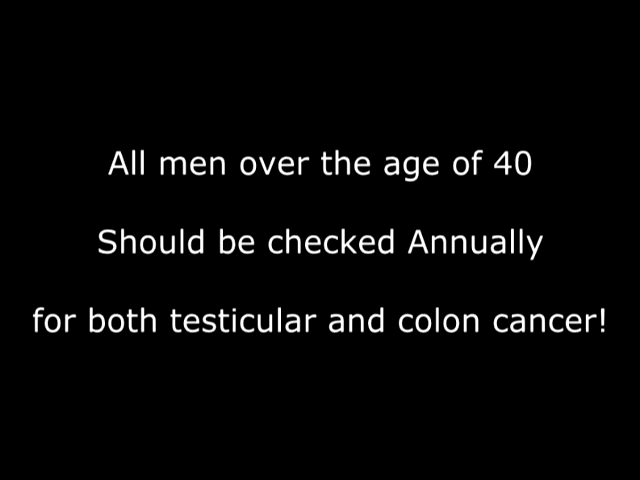 All men over the age of 40
Should be checked Annually
for both testicular and colon cancer!